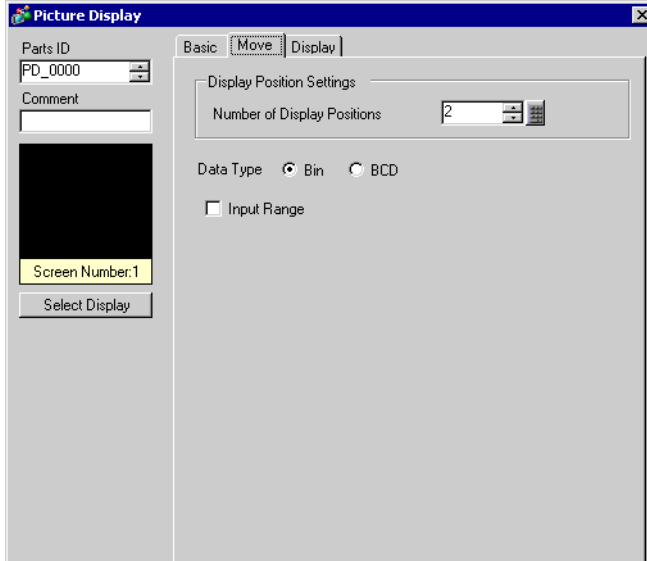 Picture Display
Parts ID
PD_0000
Comment
Screen Number:1
Select Display
Basic Move Display
Display Position Settings
Number of Display Positions 2
Data Type Bin BCD
Input Range